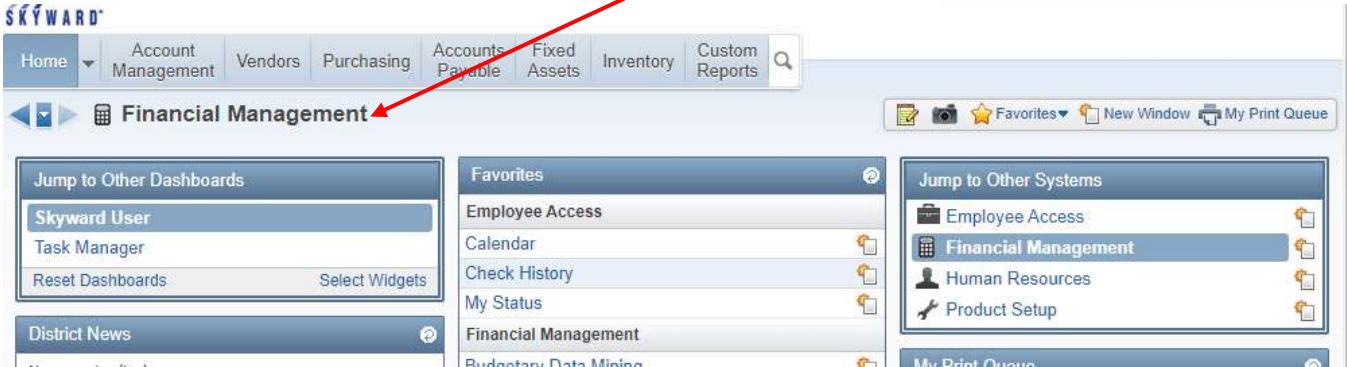 SKYWARD
Home Account Management Vendors Purchasing Accounts Payable Fixed Assets Inventory Custom Reports
Financial Management
Favorites New Window My Print Queue
Jump to Other Dashboards
Skyward User
Task Manager
Reset Dashboards Select Widgets
District News
Favorites
Employee Access
Calendar
Check History
My Status
Financial Management
Budgetary Data Mining
Jump to Other Systems
Employee Access
Financial Management
Human Resources
Product Setup
My Print Queue